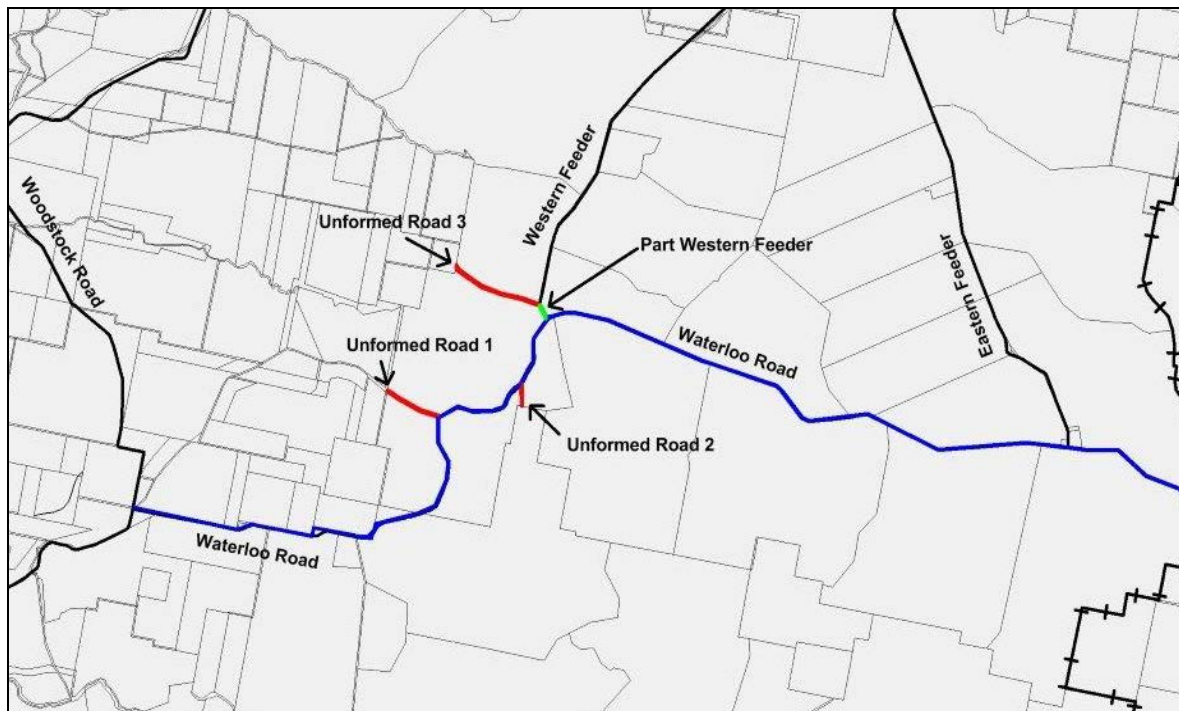 Woodstock Road
Unformed Road 3
Western Feeder
Part Western Feeder
Eastern Feeder
Unformed Road 1
Waterloo Road
Unformed Road 2
Waterloo Road